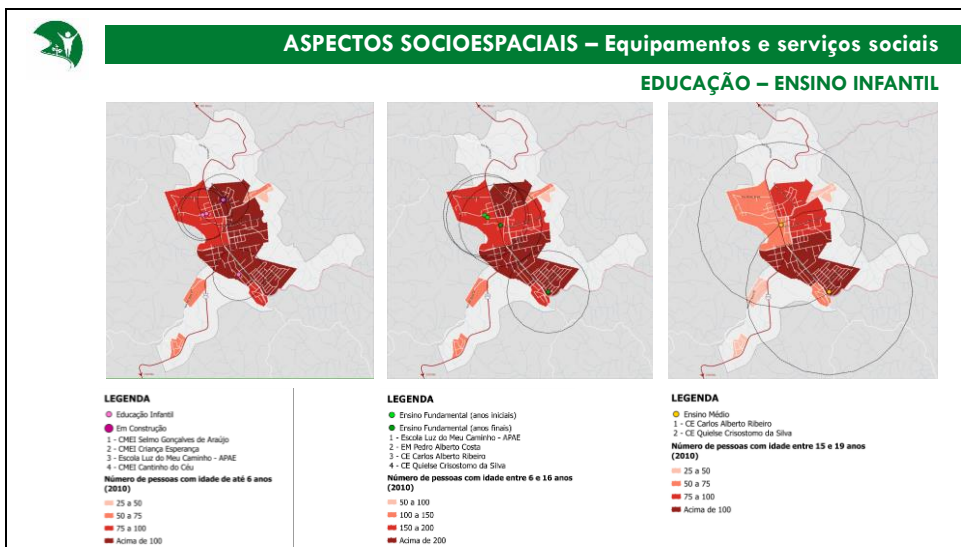 ASPECTOS SOCIOESPACIAIS – Equipamentos e serviços sociais
EDUCAÇÃO – ENSINO INFANTIL
LEGENDA
Educação Infantil
Em Construção
1 - CMEI Selmo Gonçalves de Araújo
2 - CMEI Criança Esperança
3 - Escola Luz do Meu Caminho - APAE
4 - CMEI Cantinho do Céu
Número de pessoas com idade de até 6 anos
(2010)
25 a 50
50 a 75
75 a 100
Acima de 100
LEGENDA
Ensino Fundamental (anos iniciais)
Ensino Fundamental (anos finais)
1 - Escola Luz do Meu Caminho - APAE
2 - EM Pedro Alberto Costa
3 - CE Carlos Alberto Ribeiro
4 - CE Quielse Crisostomo da Silva
Número de pessoas com idade entre 6 e 16 anos
(2010)
50 a 100
100 a 150
150 a 200
Acima de 200
LEGENDA
Ensino Médio
1 - CE Carlos Alberto Ribeiro
2 - CE Quielse Crisostomo da Silva
Número de pessoas com idade entre 15 e 19 anos
(2010)
25 a 50
50 a 75
75 a 100
Acima de 100